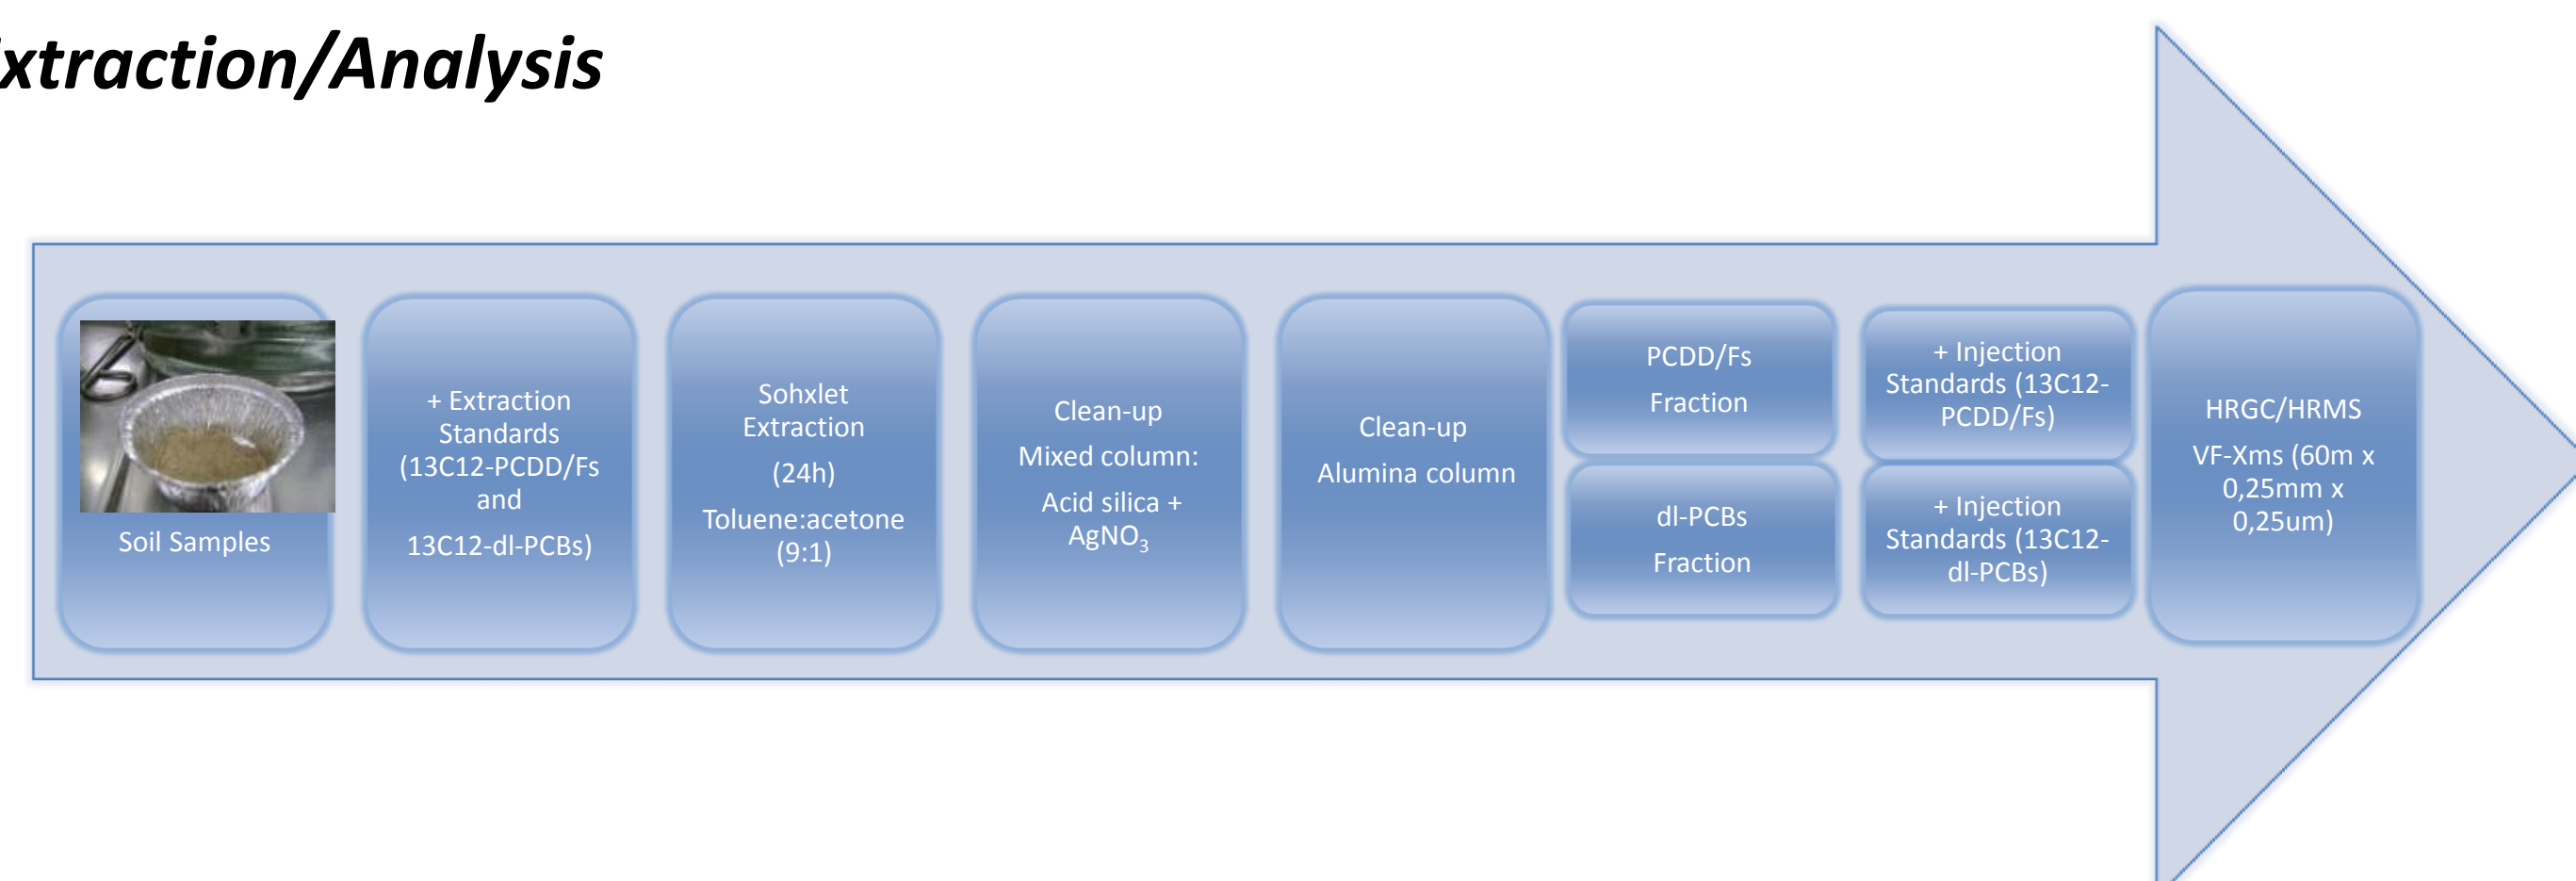 xtraction/Analysis
Soil Samples
+ Extraction
Standards
(13C12-PCDD/Fs
and
13C12-dl-PCBs)
Sohxlet
Extraction
(24h)
Toluene:acetone
(9:1)
Clean-up
Mixed column:
Acid silica +
AgNO₃
Clean-up
Alumina column
PCDD/Fs
Fraction
dl-PCBs
Fraction
+ Injection
Standards (13C12-
PCDD/Fs)
+ Injection
Standards (13C12-
dl-PCBs)
HRGC/HRMS
VF-Xms (60m x
0,25mm x
0,25um)